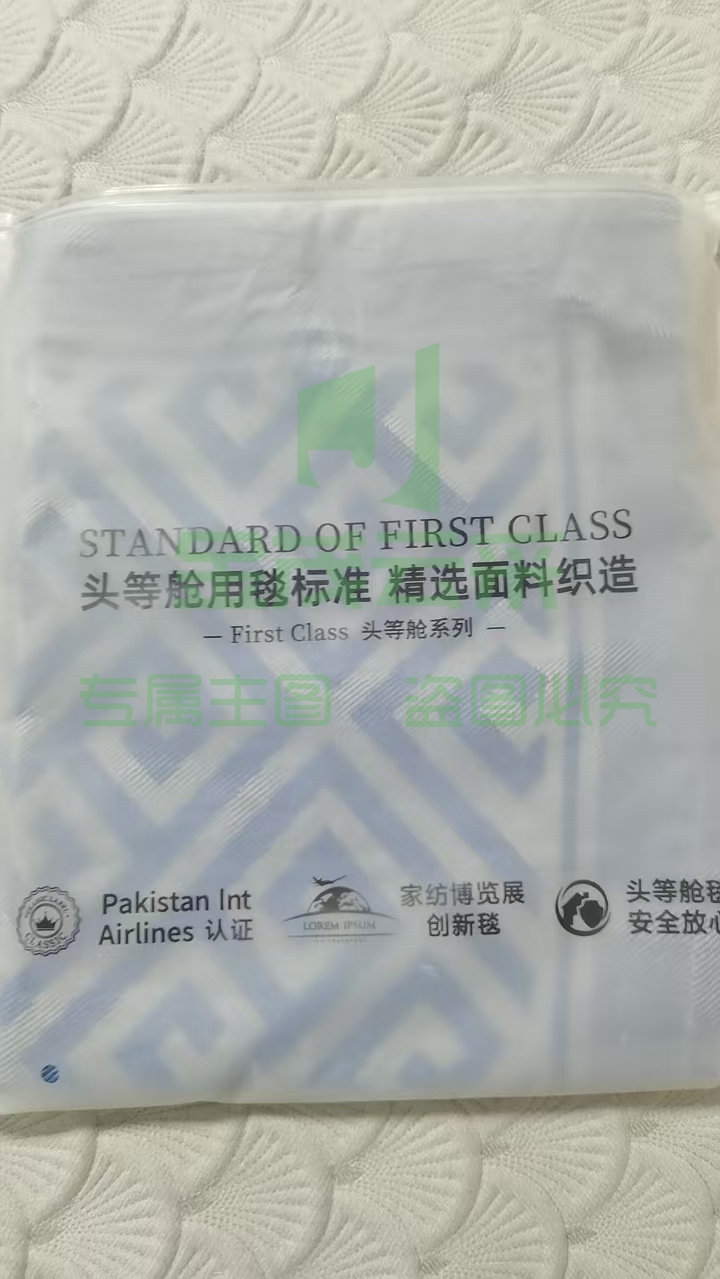 STANDARD OF FIRST CLASS
头等舱用毯标准 精选面料织造
— First Class 头等舱系列 —
专属主图 盗图必究
CLASSIC
Pakistan Int
Airlines 认证
LOREM IPSUM
家纺博览展
创新毯
头等舱毯
安全放心